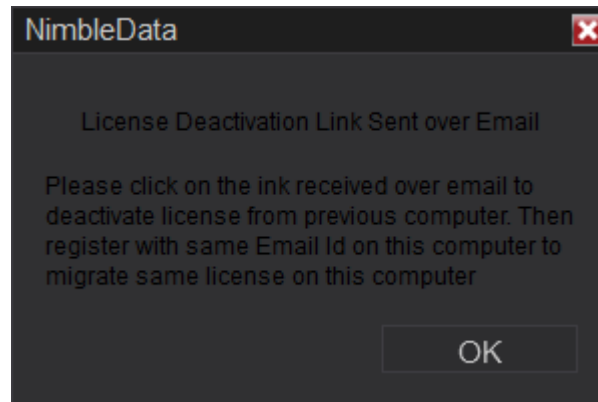 NimbleData
License Deactivation Link Sent over Email
Please click on the ink received over email to
deactivate license from previous computer. Then
register with same Email Id on this computer to
migrate same license on this computer
OK